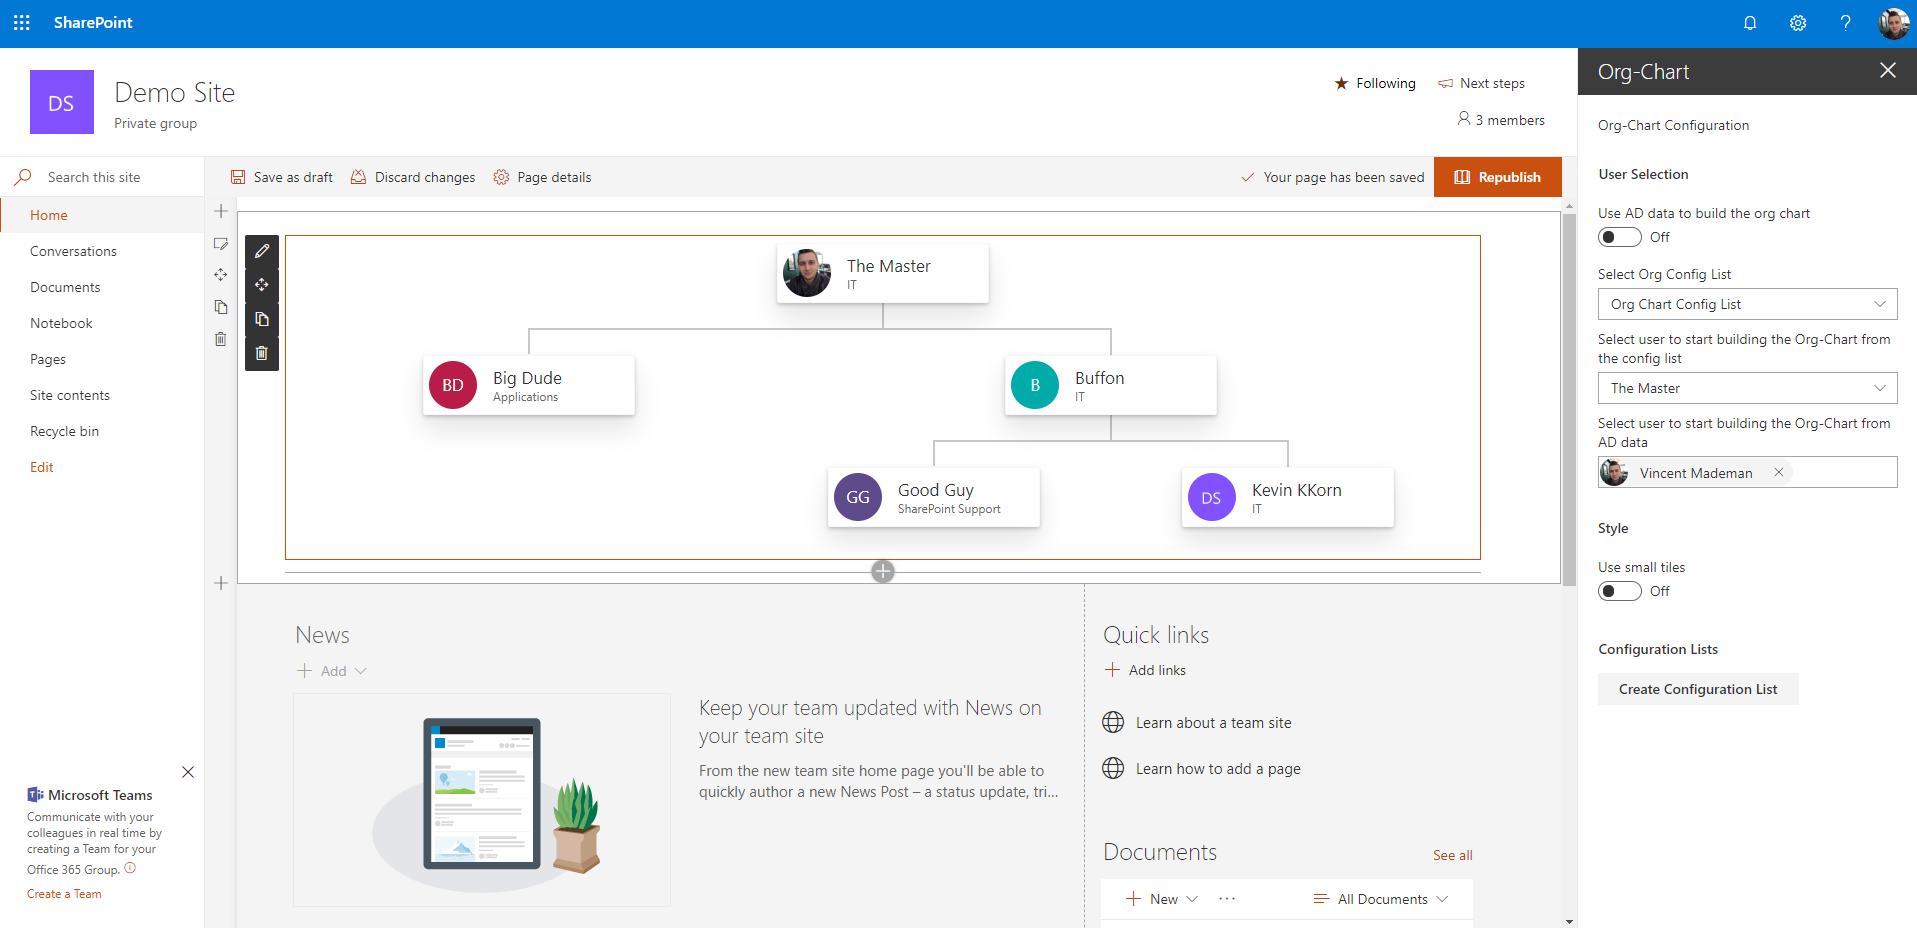 SharePoint
DS
Demo Site
Private group
Following
Next steps
3 members
Search this site
Home
Conversations
Documents
Notebook
Pages
Site contents
Recycle bin
Edit
Microsoft Teams
Communicate with your
colleagues in real time by
creating a Team for your
Office 365 Group.
Create a Team
Save as draft
Discard changes
Page details
Your page has been saved
Republish
The Master
IT
BD
Big Dude
Applications
B
Buffon
IT
GG
Good Guy
SharePoint Support
DS
Kevin KKorn
IT
News
Add
Keep your team updated with News on
your team site
From the new team site home page you'll be able to
quickly author a new News Post – a status update, tri...
Quick links
Add links
Learn about a team site
Learn how to add a page
Documents
See all
New
All Documents
Org-Chart
Org-Chart Configuration
User Selection
Use AD data to build the org chart
Off
Select Org Config List
Org Chart Config List
Select user to start building the Org-Chart from
the config list
The Master
Select user to start building the Org-Chart from
AD data
Vincent Mademan
Style
Use small tiles
Off
Configuration Lists
Create Configuration List